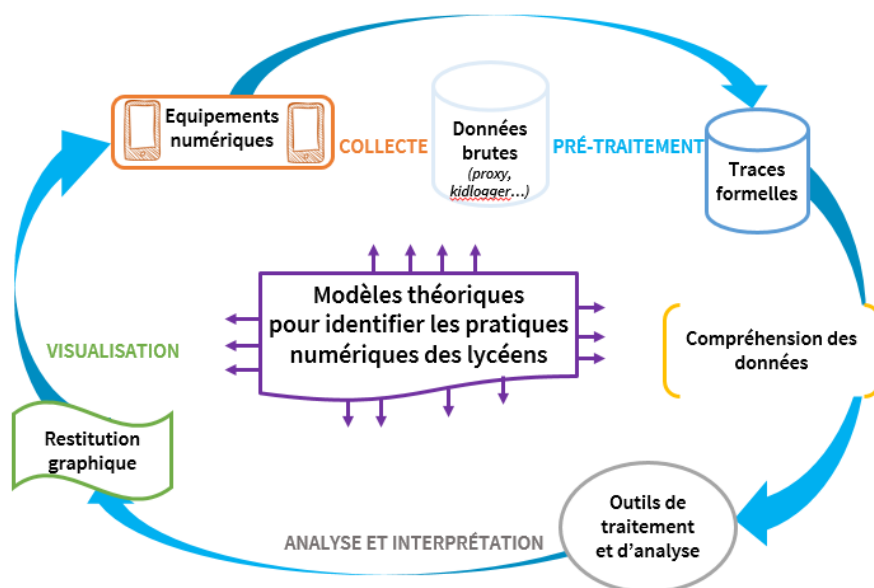 Equipements
numériques
COLLECTE
Données
brutes
(proxy,
kidlogger...)
PRÉ-TRAITEMENT
Traces
formelles
Modèles théoriques
pour identifier les pratiques
numériques des lycéens
Compréhension des
données
VISUALISATION
Restitution
graphique
Outils de
traitement
et d’analyse
ANALYSE ET INTERPRÉTATION